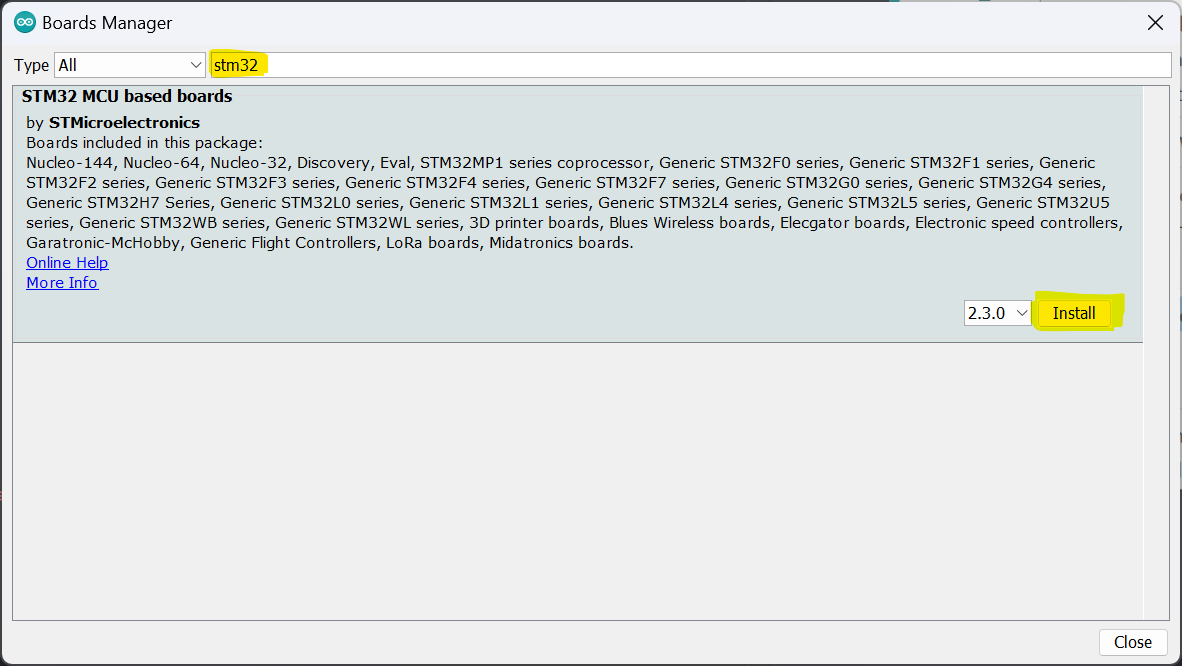 Boards Manager
Type All stm32
STM32 MCU based boards
by STMicroelectronics
Boards included in this package:
Nucleo-144, Nucleo-64, Nucleo-32, Discovery, Eval, STM32MP1 series coprocessor, Generic STM32F0 series, Generic STM32F1 series, Generic
STM32F2 series, Generic STM32F3 series, Generic STM32F4 series, Generic STM32F7 series, Generic STM32G0 series, Generic STM32G4 series,
Generic STM32H7 Series, Generic STM32L0 series, Generic STM32L1 series, Generic STM32L4 series, Generic STM32L5 series, Generic STM32U5
series, Generic STM32WB series, Generic STM32WL series, 3D printer boards, Blues Wireless boards, Elecgator boards, Electronic speed controllers,
Garatronic-McHobby, Generic Flight Controllers, LoRa boards, Midatronics boards.
Online Help
More Info
2.3.0 Install
Close